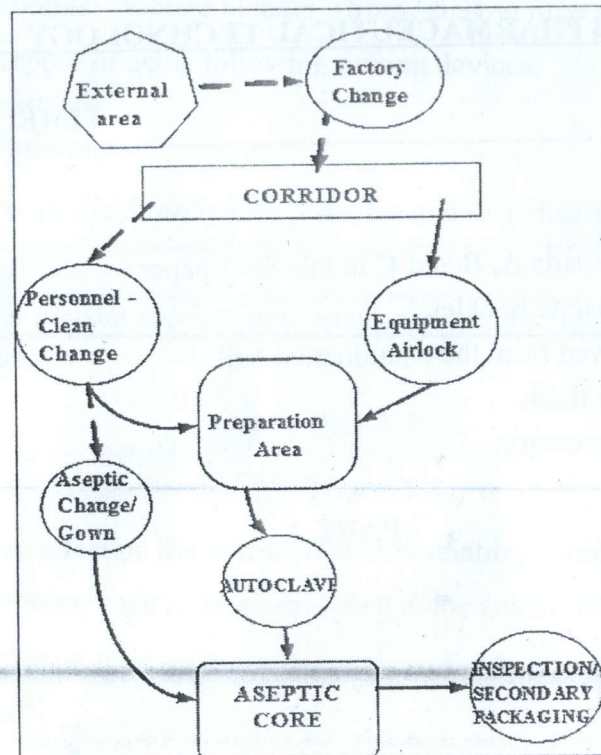 PHARMACEUTICAL TECHNOLOGY
External
area
Factory
Change
CORRIDOR
Personnel -
Clean
Change
Equipment
Airlock
Preparation
Area
Aseptic
Change/
Gown
AUTOCLAVE
ASEPTIC
CORE
INSPECTION/
SECONDARY
PACKAGING